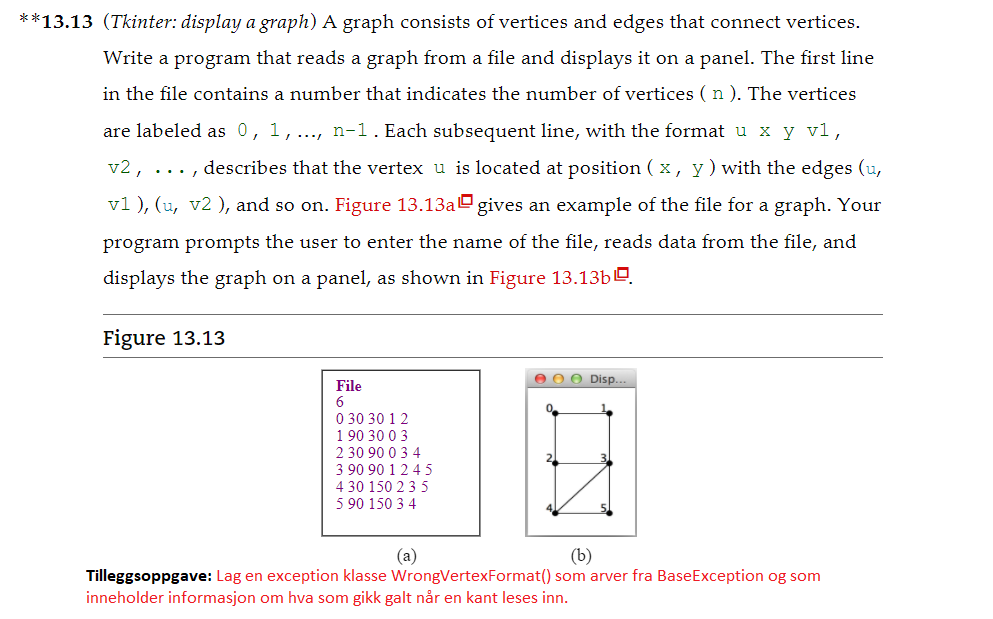 **13.13 (Tkinter: display a graph) A graph consists of vertices and edges that connect vertices.
Write a program that reads a graph from a file and displays it on a panel. The first line
in the file contains a number that indicates the number of vertices ( n ). The vertices
are labeled as 0, 1, ..., n-1. Each subsequent line, with the format u x y v1,
v2, ..., describes that the vertex u is located at position ( x, y ) with the edges (u,
v1 ), (u, v2 ), and so on. Figure 13.13a gives an example of the file for a graph. Your
program prompts the user to enter the name of the file, reads data from the file, and
displays the graph on a panel, as shown in Figure 13.13b.
Figure 13.13
File
6
0 30 30 1 2
1 90 30 0 3
2 30 90 0 3 4
3 90 90 1 2 4 5
4 30 150 2 3 5
5 90 150 3 4
(a)
Disp...
0 1
2 3
4 5
(b)
Tilleggsoppgave: Lag en exception klasse WrongVertexFormat() som arver fra BaseException og som
inneholder informasjon om hva som gikk galt når en kant leses inn.